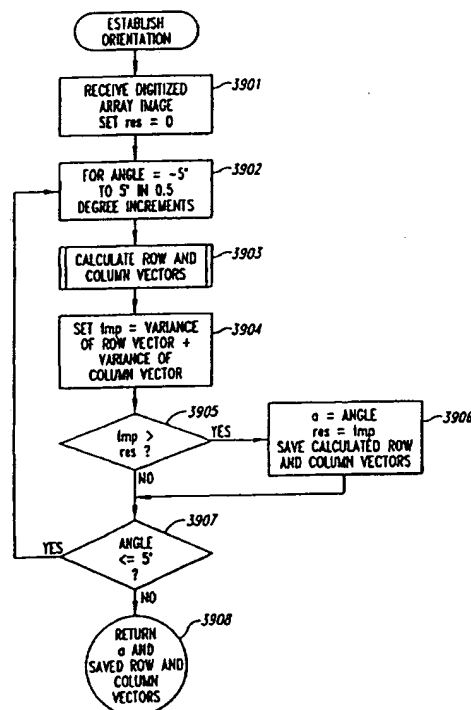 ESTABLISH
ORIENTATION
3901
RECEIVE DIGITIZED
ARRAY IMAGE
SET res = 0
3902
FOR ANGLE = -5°
TO 5° IN 0.5
DEGREE INCREMENTS
3903
CALCULATE ROW AND
COLUMN VECTORS
3904
SET tmp = VARIANCE
OF ROW VECTOR +
VARIANCE OF
COLUMN VECTOR
3905
tmp >
res ?
YES
NO
3906
a = ANGLE
res = tmp
SAVE CALCULATED ROW
AND COLUMN VECTORS
3907
YES
ANGLE
<= 5°
?
NO
3908
RETURN
a AND
SAVED ROW AND
COLUMN
VECTORS